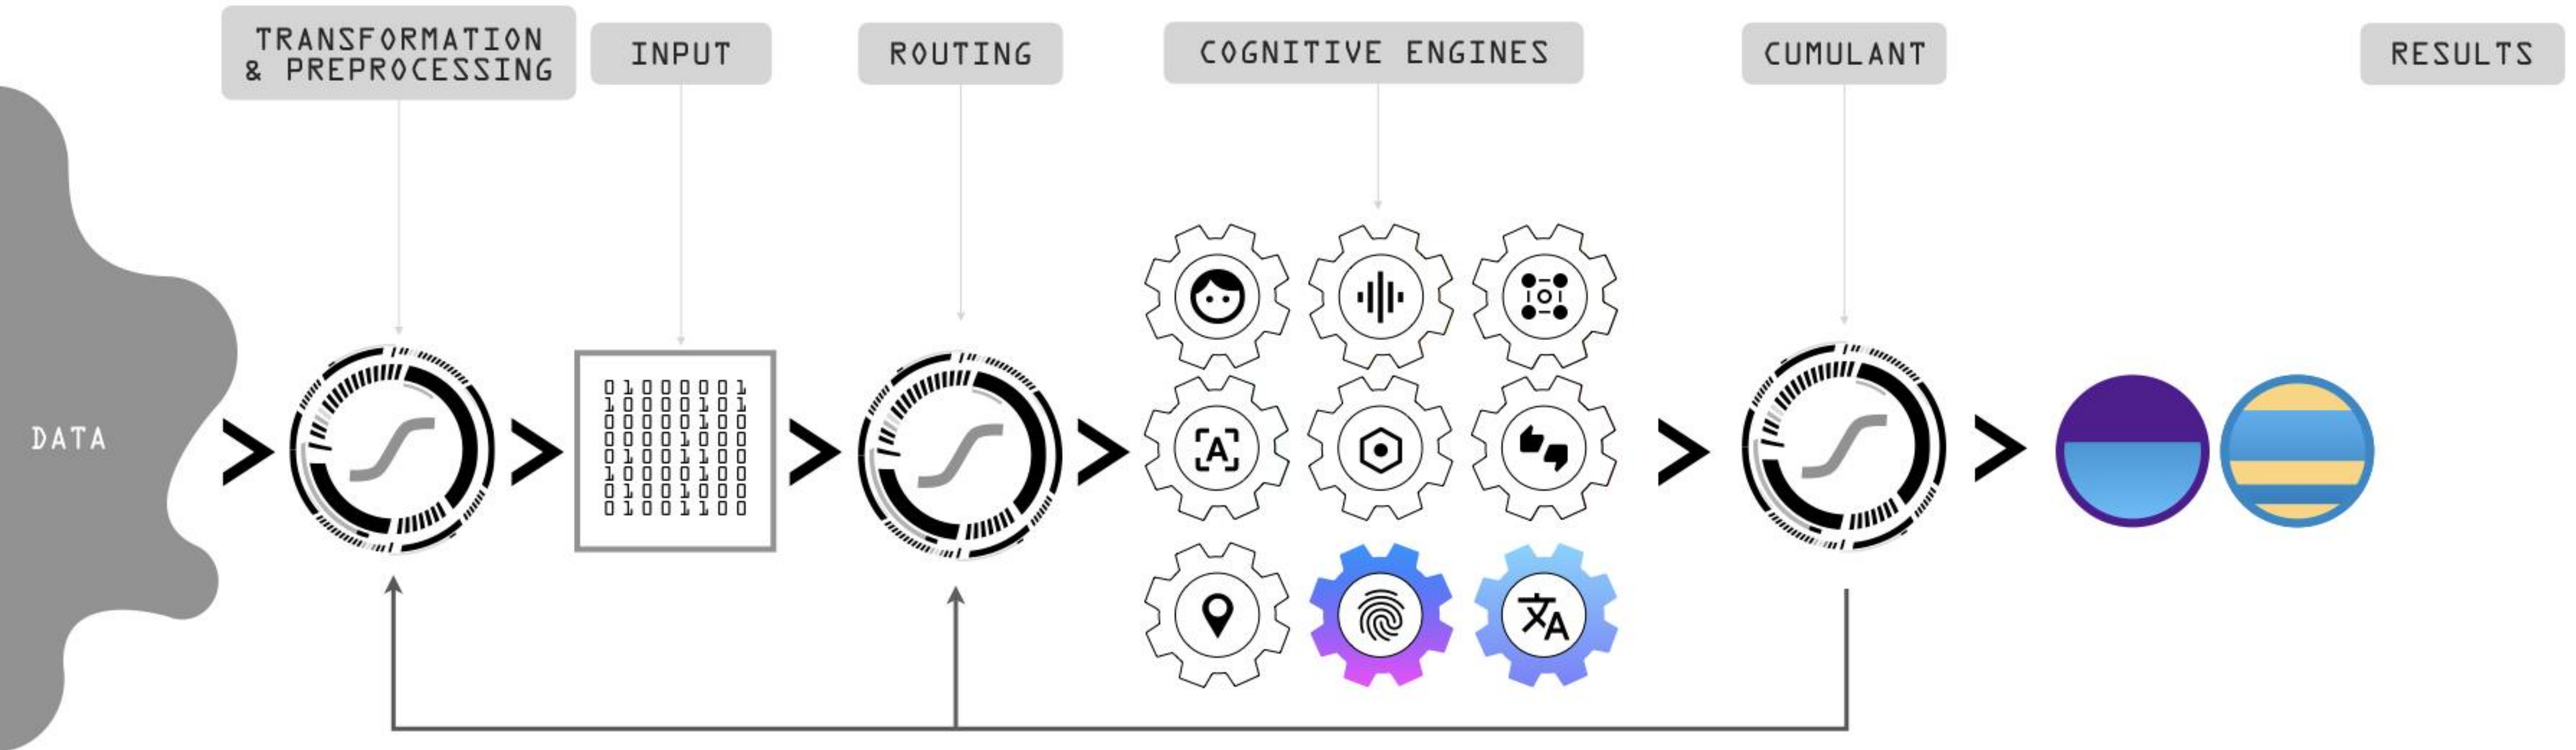 TRANSFORMATION
& PREPROCESSING
INPUT
ROUTING
COGNITIVE ENGINES
CUMULANT
RESULTS
DATA
0 1 0 0 0 0 0 1
1 0 0 0 0 1 0 1
0 0 0 0 0 1 0 0
0 0 0 0 1 0 0 0
0 1 0 0 0 1 0 0
1 0 0 0 1 1 0 0
0 1 0 0 1 0 0 0
0 1 0 0 1 1 0 0
A
文A